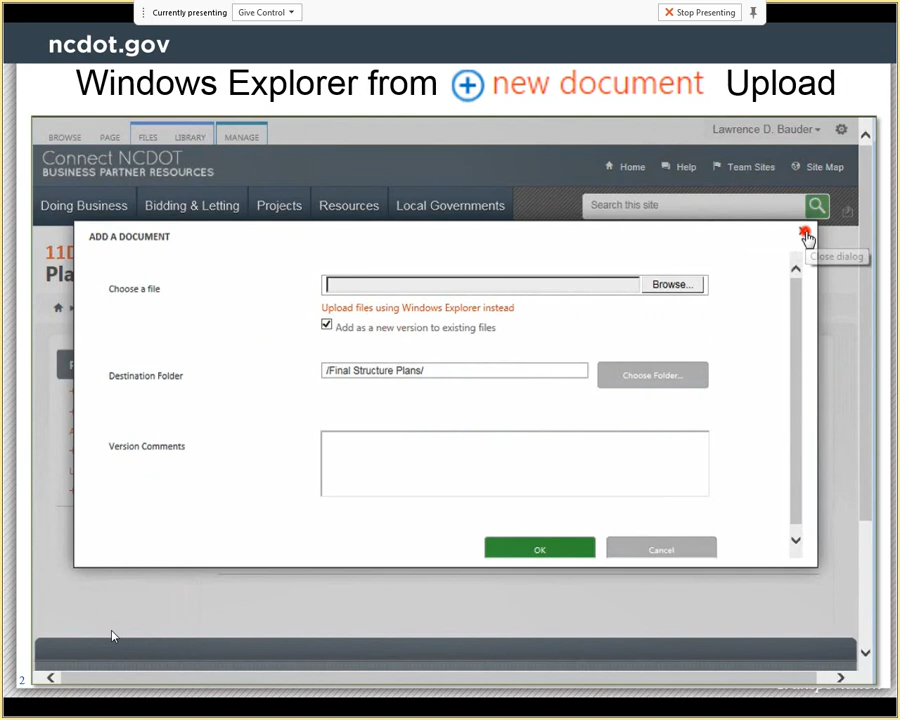 Currently presenting Give Control Stop Presenting
ncdot.gov
Windows Explorer from new document Upload
BROWSE PAGE FILES LIBRARY MANAGE Lawrence D. Bauder
Connect NCDOT
BUSINESS PARTNER RESOURCES
Home Help Team Sites Site Map
Doing Business Bidding & Letting Projects Resources Local Governments Search this site
11D
Pla
ADD A DOCUMENT
Close dialog
Choose a file Browse...
Upload files using Windows Explorer instead
Add as a new version to existing files
Destination Folder /Final Structure Plans/ Choose Folder...
Version Comments
OK Cancel
2